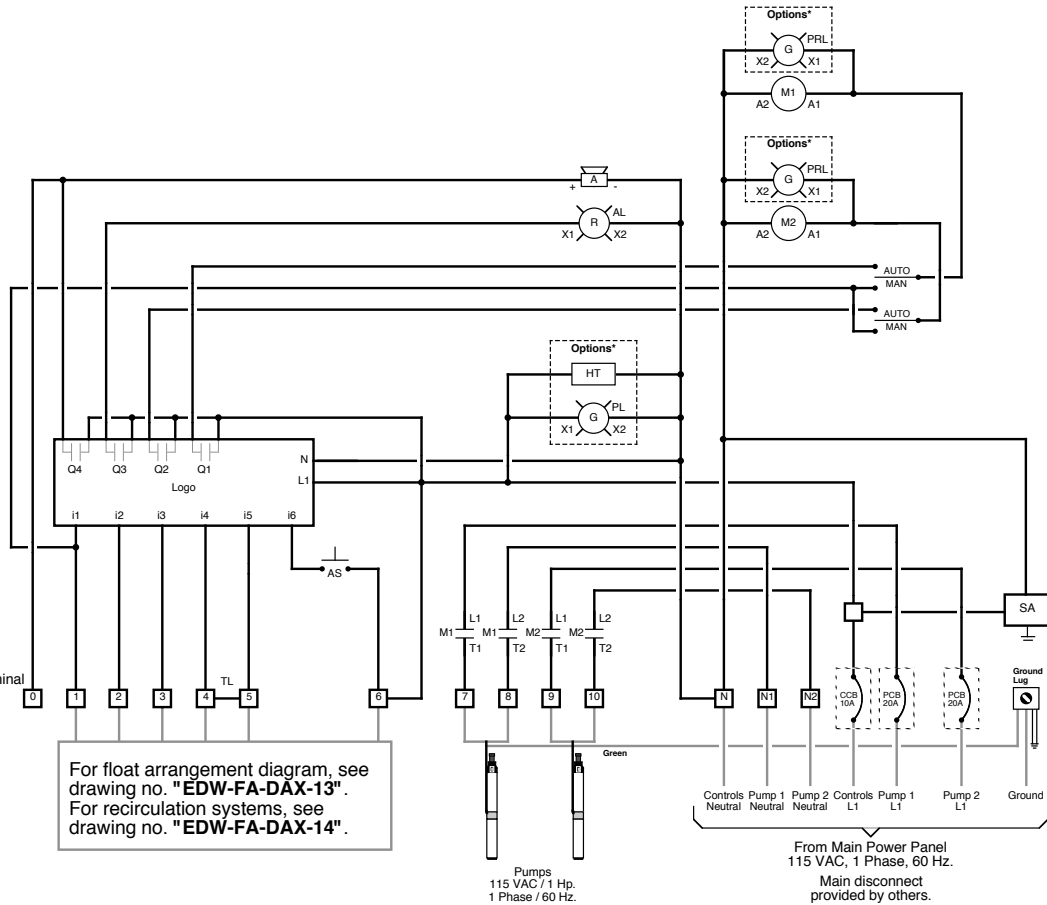 Options*
G
PRL
X2
X1
M1
A2
A1
Options*
G
PRL
X2
X1
M2
A2
A1
A
+
-
R
AL
X1
X2
AUTO
MAN
AUTO
MAN
Options*
HT
G
PL
X1
X2
Q4
Q3
Q2
Q1
N
L1
Logo
i1
i2
i3
i4
i5
i6
AS
L1
L2
L1
L2
M1
M1
M2
M2
T1
T2
T1
T2
SA
TL
0
1
2
3
4
5
6
7
8
9
10
N
N1
N2
CCB
10A
PCB
20A
PCB
20A
Ground
Lug
Green
For float arrangement diagram, see
drawing no. "EDW-FA-DAX-13".
For recirculation systems, see
drawing no. "EDW-FA-DAX-14".
Controls
Neutral
Pump 1
Neutral
Pump 2
Neutral
Controls
L1
Pump 1
L1
Pump 2
L1
Ground
From Main Power Panel
115 VAC, 1 Phase, 60 Hz.
Main disconnect
provided by others.
Pumps
115 VAC / 1 Hp.
1 Phase / 60 Hz.